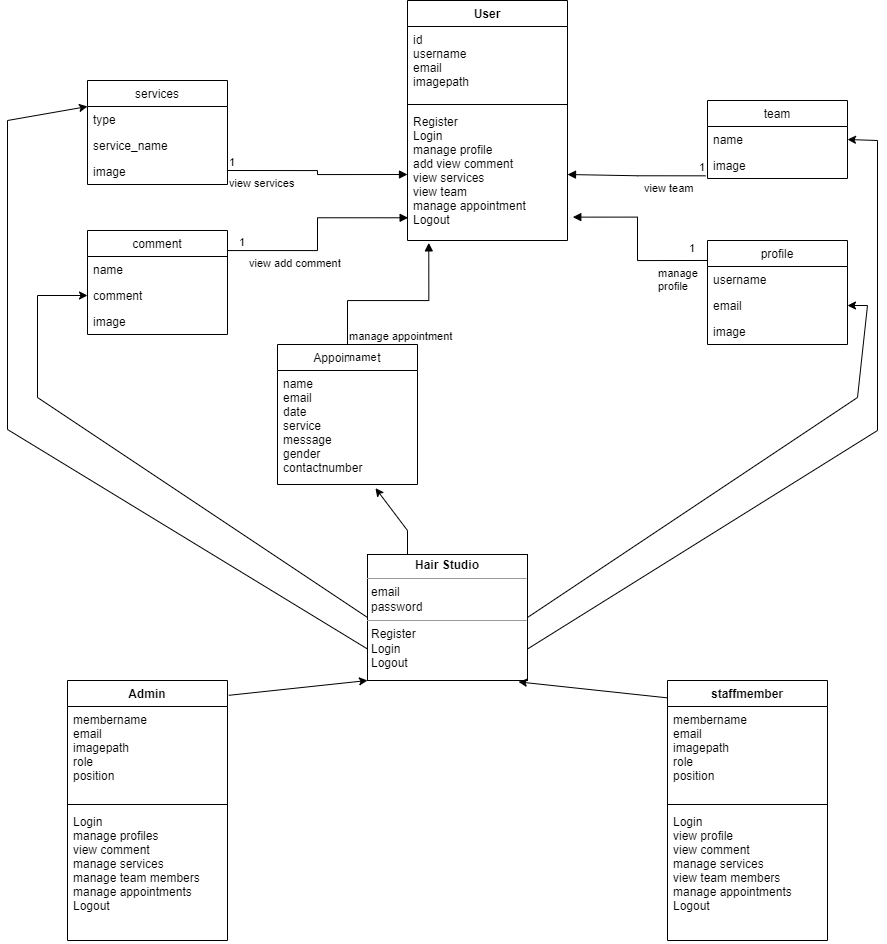 User
id
username
email
imagepath
Register
Login
manage profile
add view comment
view services
view team
manage appointment
Logout
services
type
service_name
image
1
view services
team
name
image
1
view team
comment
name
comment
image
1
view add comment
profile
username
email
image
1
manage
profile
manage appointment
Appoinnamet
name
email
date
service
message
gender
contactnumber
Hair Studio
email
password
Register
Login
Logout
Admin
membername
email
imagepath
role
position
Login
manage profiles
view comment
manage services
manage team members
manage appointments
Logout
staffmember
membername
email
imagepath
role
position
Login
view profile
view comment
manage services
view team members
manage appointments
Logout